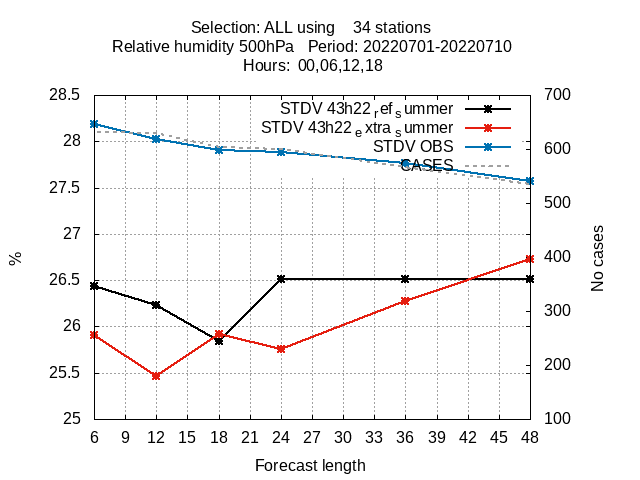 Selection: ALL using    34 stations
Relative humidity 500hPa   Period: 20220701-20220710
Hours: 00,06,12,18
STDV 43h22refsummer
STDV 43h22extrasummer
STDV OBS
CASES
28.5
28
27.5
27
26.5
26
25.5
25
%
700
600
500
400
300
200
100
No cases
6 9 12 15 18 21 24 27 30 33 36 39 42 45 48
Forecast length